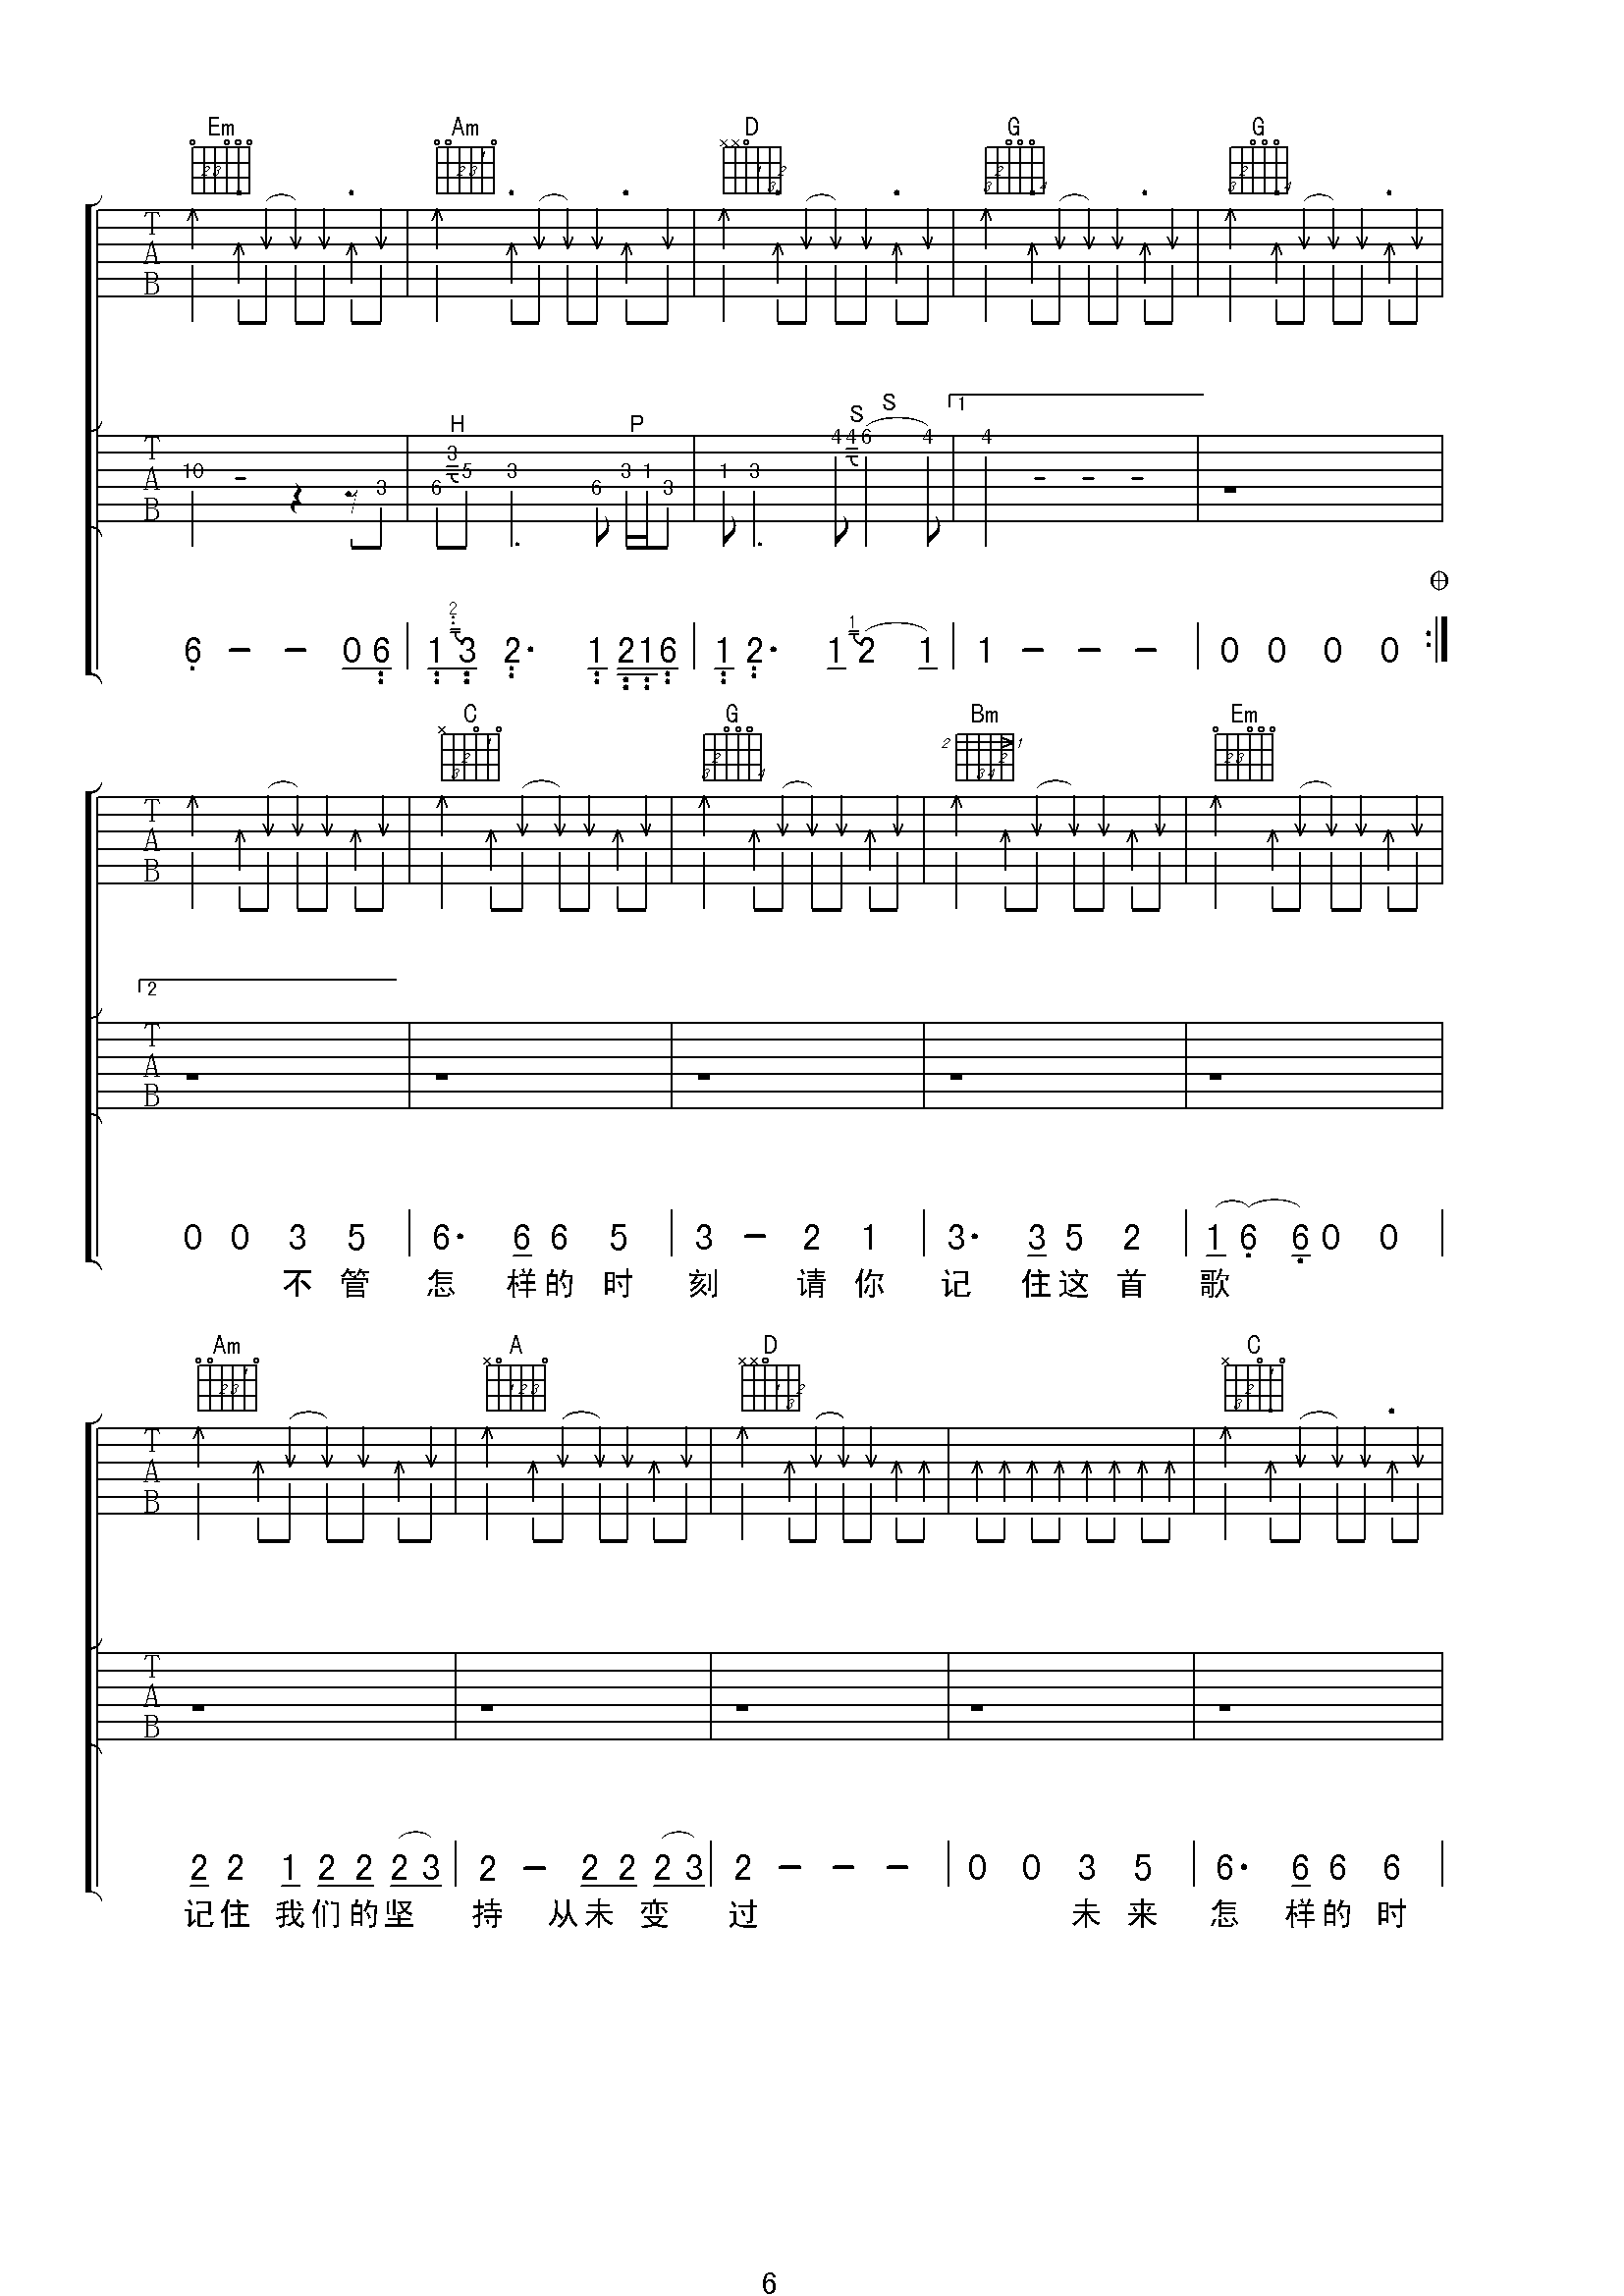 Em Am D G G
T A B
H P S S 1
T A B
10 3 6 3 5 3 6 3 1 3 1 3 4 4 6 4 4
6 - - 0 6 | 1 2 3 2· 1 2 1 6 | 1 2· 1 1 2 1 | 1 - - - | 0 0 0 0 :|
C G Bm Em
T A B
2
T A B
0 0 3 5 | 6· 6 6 5 | 3 - 2 1 | 3· 3 5 2 | 1 6 6 0 0 |
不 管 怎 样 的 时 刻 请 你 记 住 这 首 歌
Am A D C
T A B
T A B
2 2 1 2 2 2 3 | 2 - 2 2 2 3 | 2 - - - | 0 0 3 5 | 6· 6 6 6 |
记 住 我 们 的 坚 持 从 未 变 过 未 来 怎 样 的 时
6